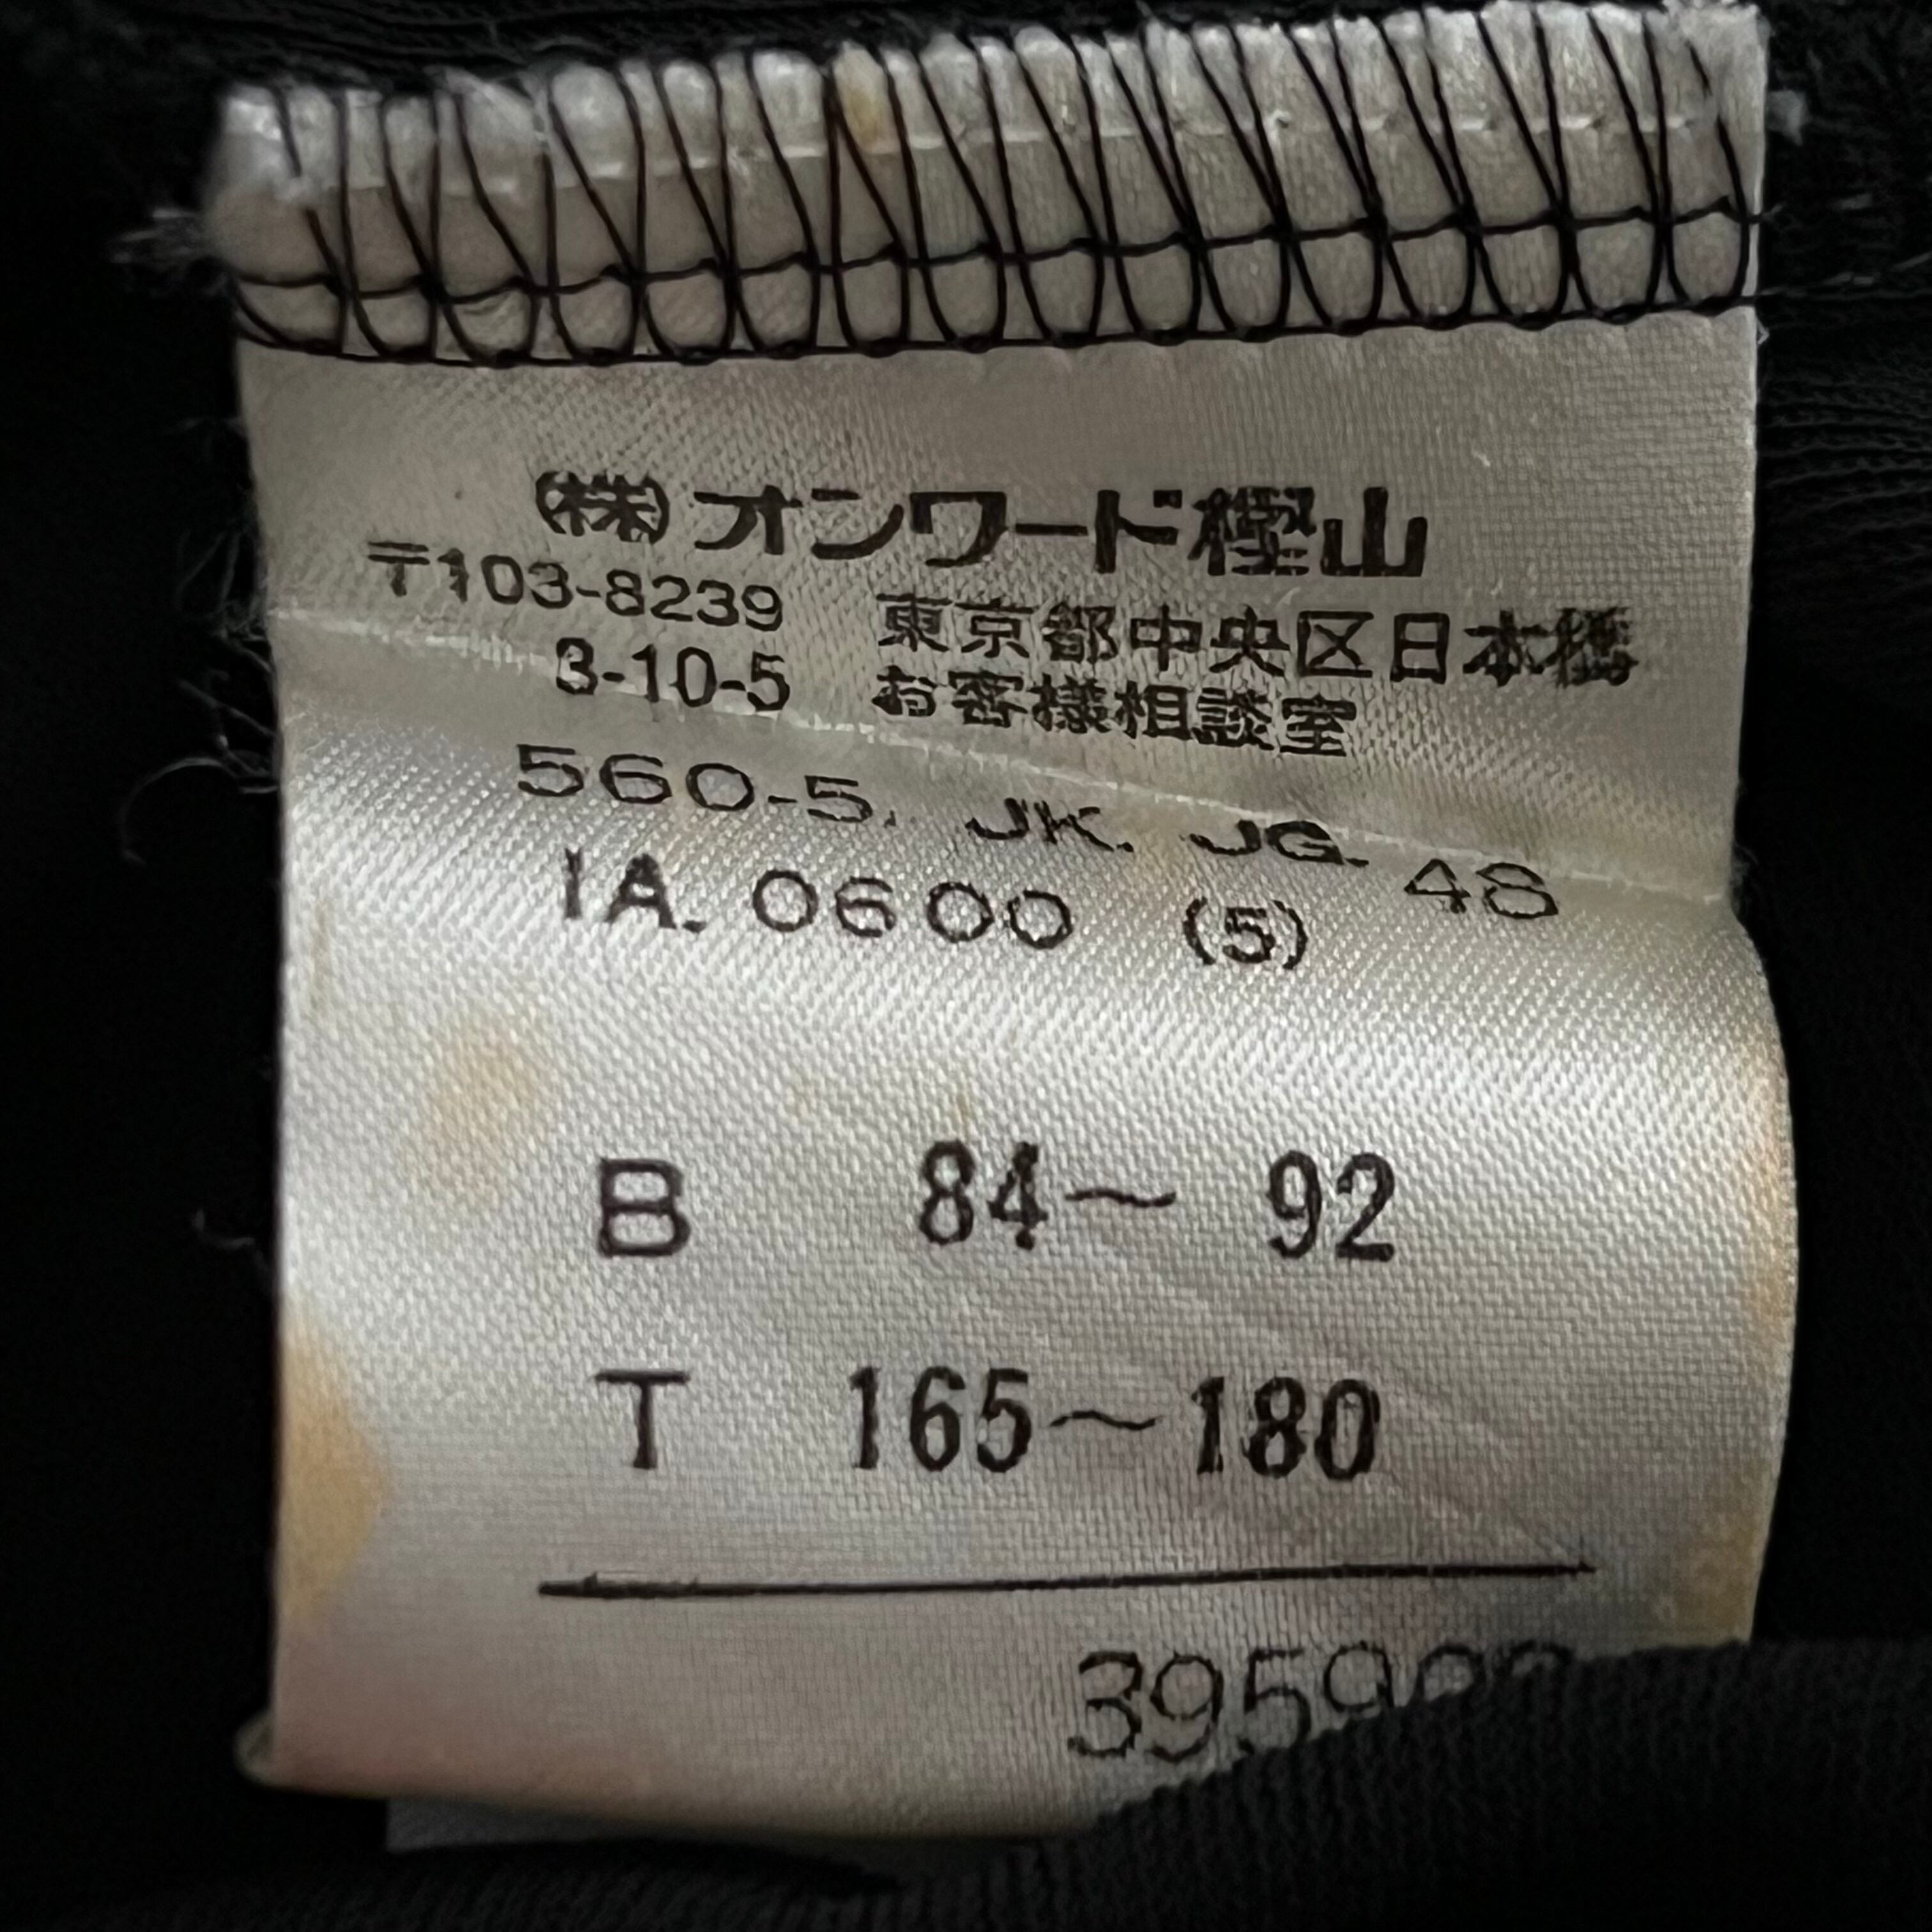 (株)オンワード樫山
〒103-8239 東京都中央区日本橋
3-10-5 お客様相談室
560-5. JK. JG. 48
IA. 0600 (5)
B 84~ 92
T 165~180